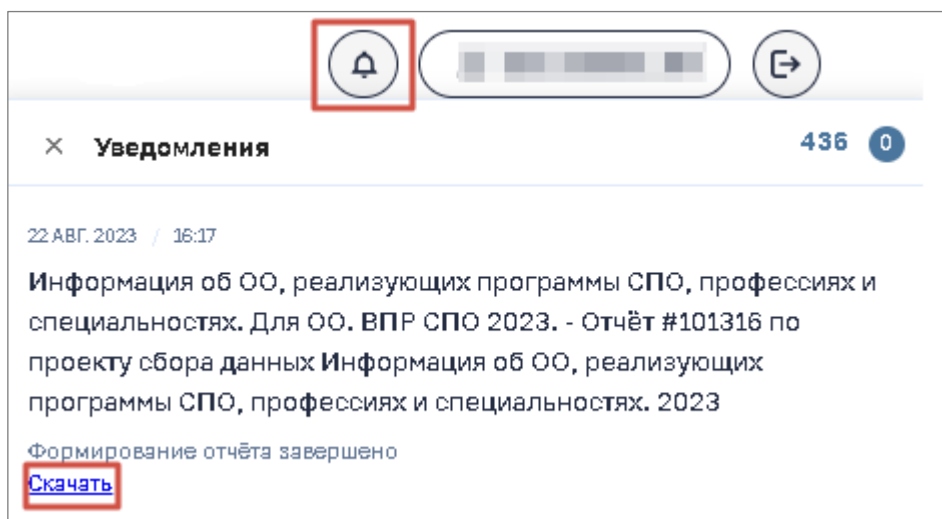 Уведомления 436 0
22 АВГ. 2023 / 16:17
Информация об ОО, реализующих программы СПО, профессиях и
специальностях. Для ОО. ВПР СПО 2023. - Отчёт #101316 по
проекту сбора данных Информация об ОО, реализующих
программы СПО, профессиях и специальностях. 2023
Формирование отчёта завершено
Скачать